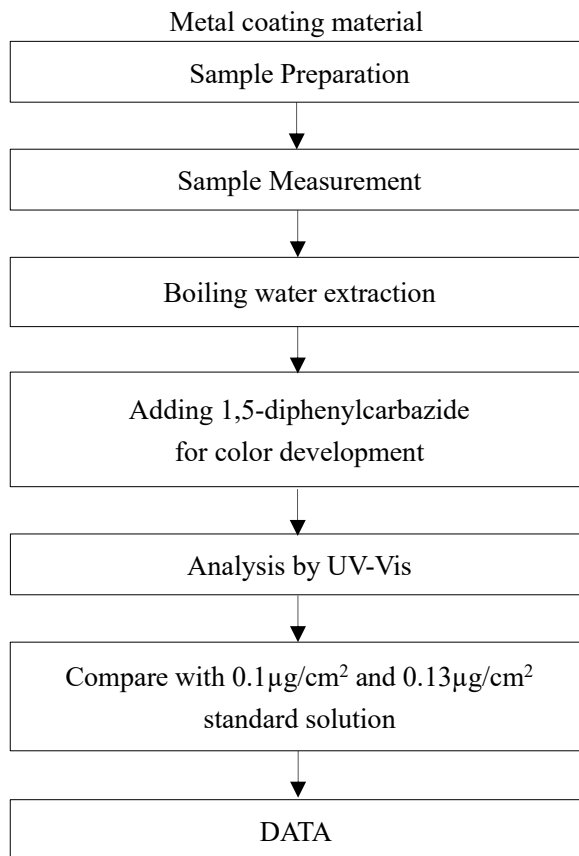 Metal coating material
Sample Preparation
Sample Measurement
Boiling water extraction
Adding 1,5-diphenylcarbazide
for color development
Analysis by UV-Vis
Compare with 0.1µg/cm² and 0.13µg/cm²
standard solution
DATA